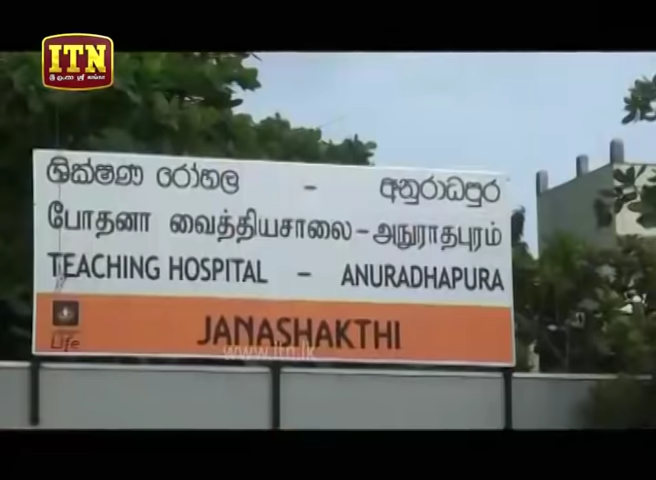 ITN
ශික්ෂණ රෝහල - අනුරාධපුර
போதனா வைத்தியசாலை - அநுராதபுரம்
TEACHING HOSPITAL - ANURADHAPURA
JANASHAKTHI
Life
www.itn.lk